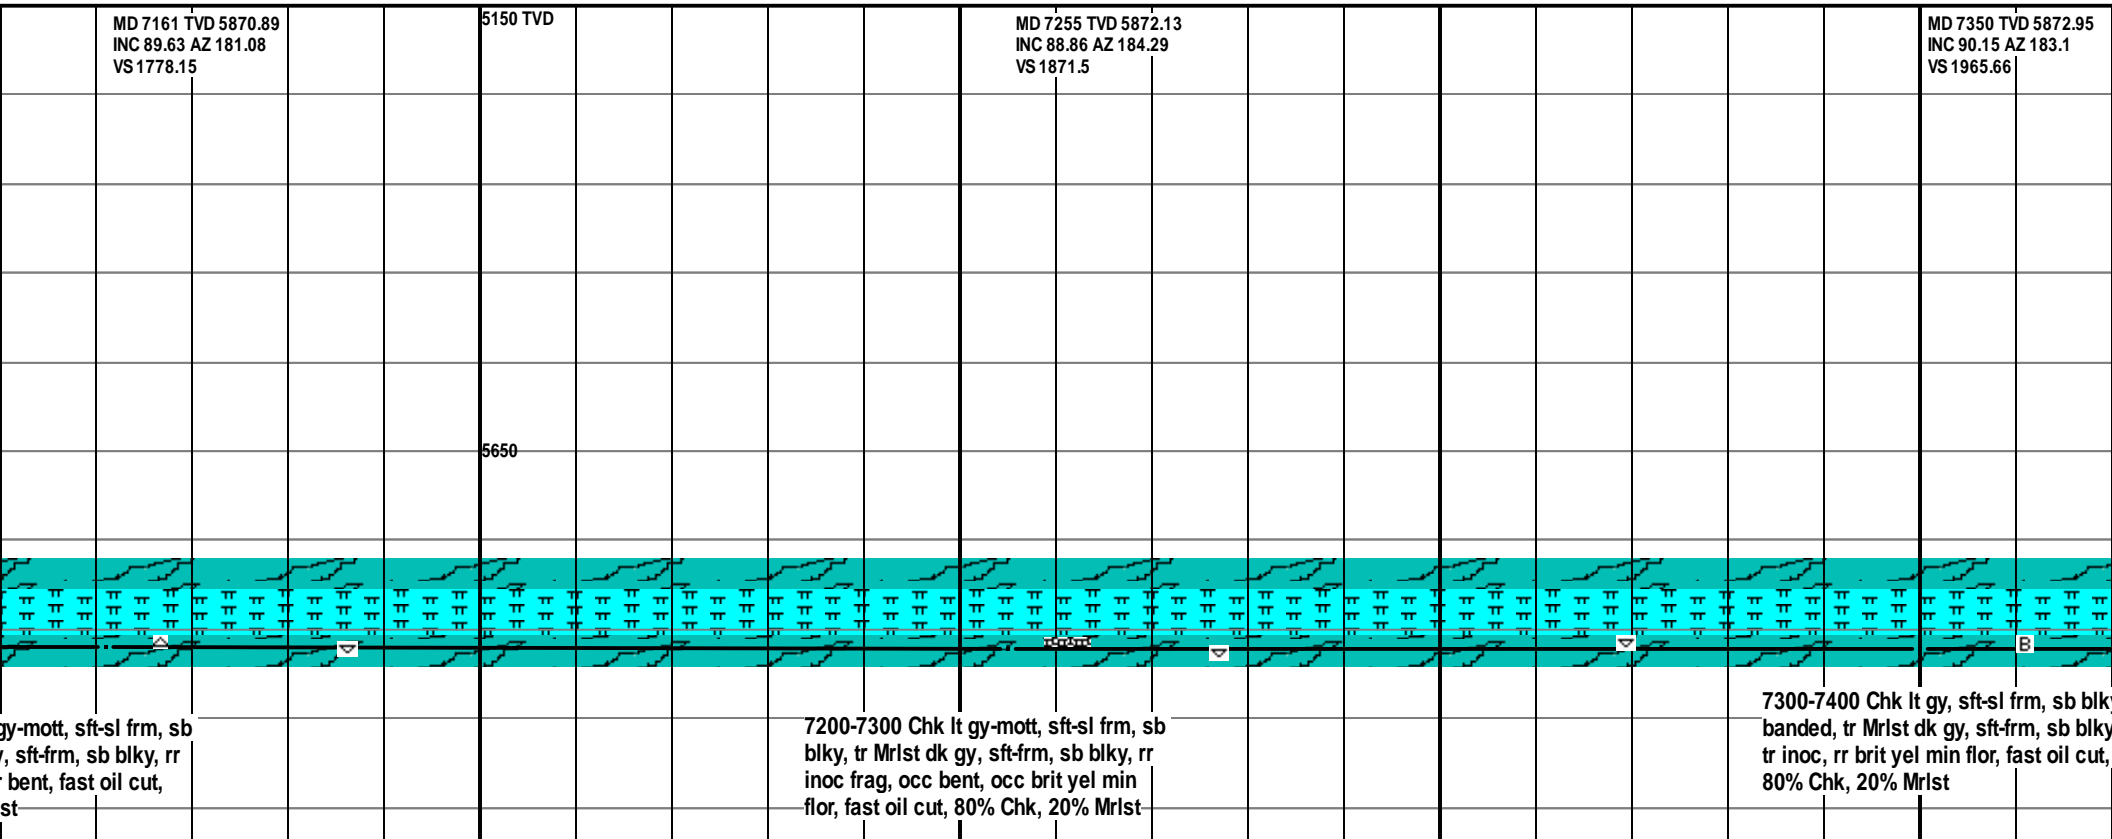 MD 7161 TVD 5870.89
INC 89.63 AZ 181.08
VS 1778.15
5150 TVD
MD 7255 TVD 5872.13
INC 88.86 AZ 184.29
VS 1871.5
MD 7350 TVD 5872.95
INC 90.15 AZ 183.1
VS 1965.66
5650
B
gy-mott, sft-sl frm, sb
, sft-frm, sb blky, rr
bent, fast oil cut,
st
7200-7300 Chk lt gy-mott, sft-sl frm, sb
blky, tr Mrlst dk gy, sft-frm, sb blky, rr
inoc frag, occ bent, occ brit yel min
flor, fast oil cut, 80% Chk, 20% Mrlst
7300-7400 Chk lt gy, sft-sl frm, sb blky
banded, tr Mrlst dk gy, sft-frm, sb blky
tr inoc, rr brit yel min flor, fast oil cut,
80% Chk, 20% Mrlst